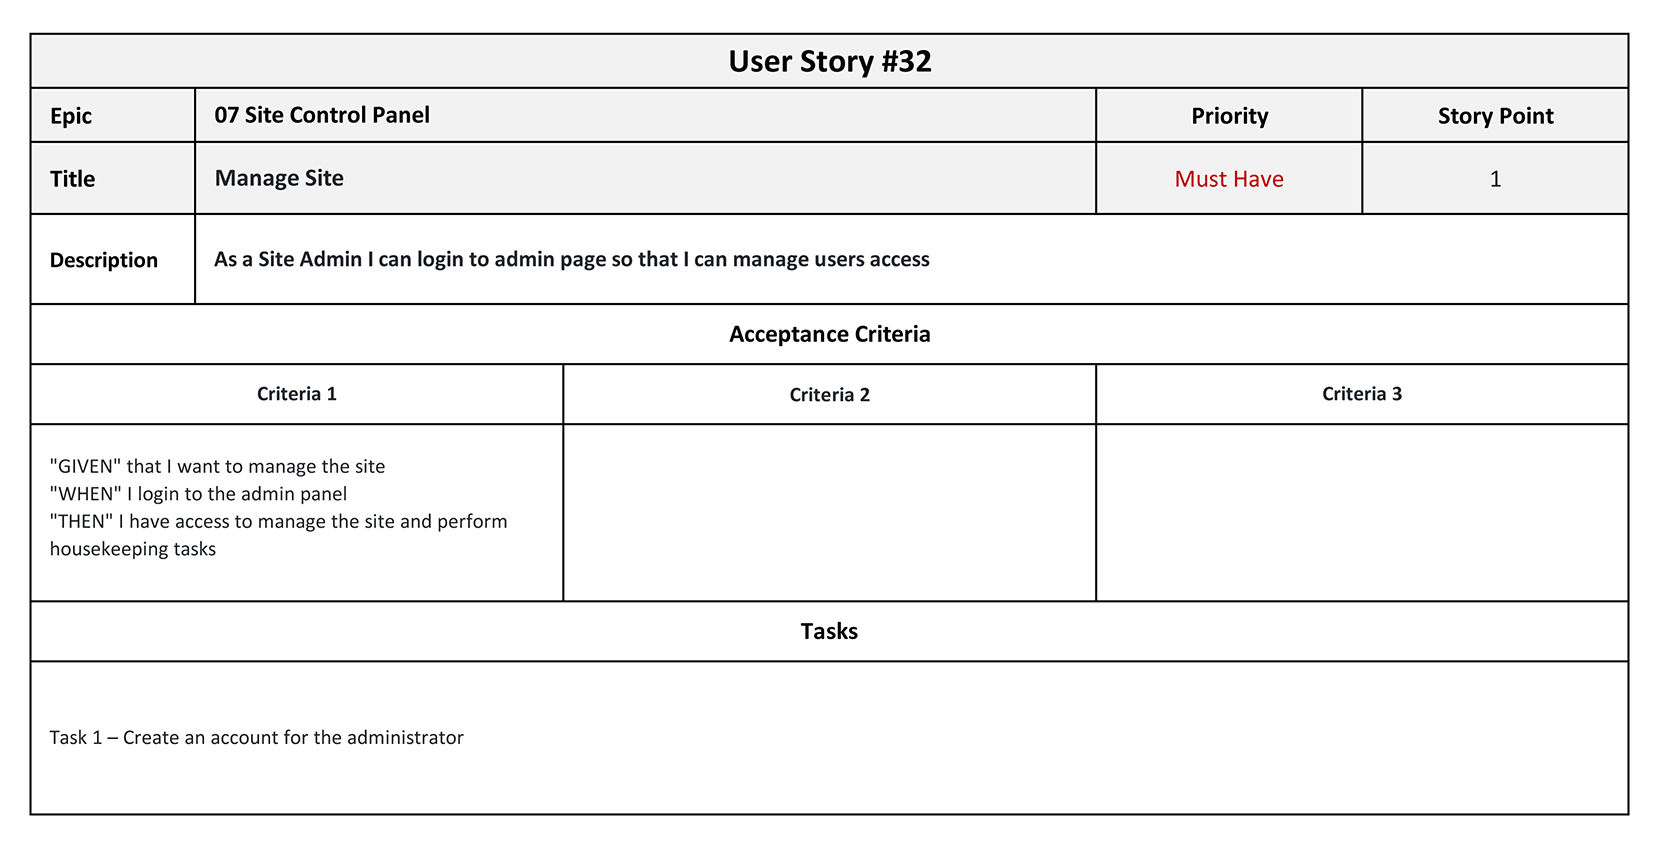 User Story #32
Epic
07 Site Control Panel
Priority
Story Point
Title
Manage Site
Must Have
1
Description
As a Site Admin I can login to admin page so that I can manage users access
Acceptance Criteria
Criteria 1
Criteria 2
Criteria 3
"GIVEN" that I want to manage the site
"WHEN" I login to the admin panel
"THEN" I have access to manage the site and perform
housekeeping tasks
Tasks
Task 1 – Create an account for the administrator